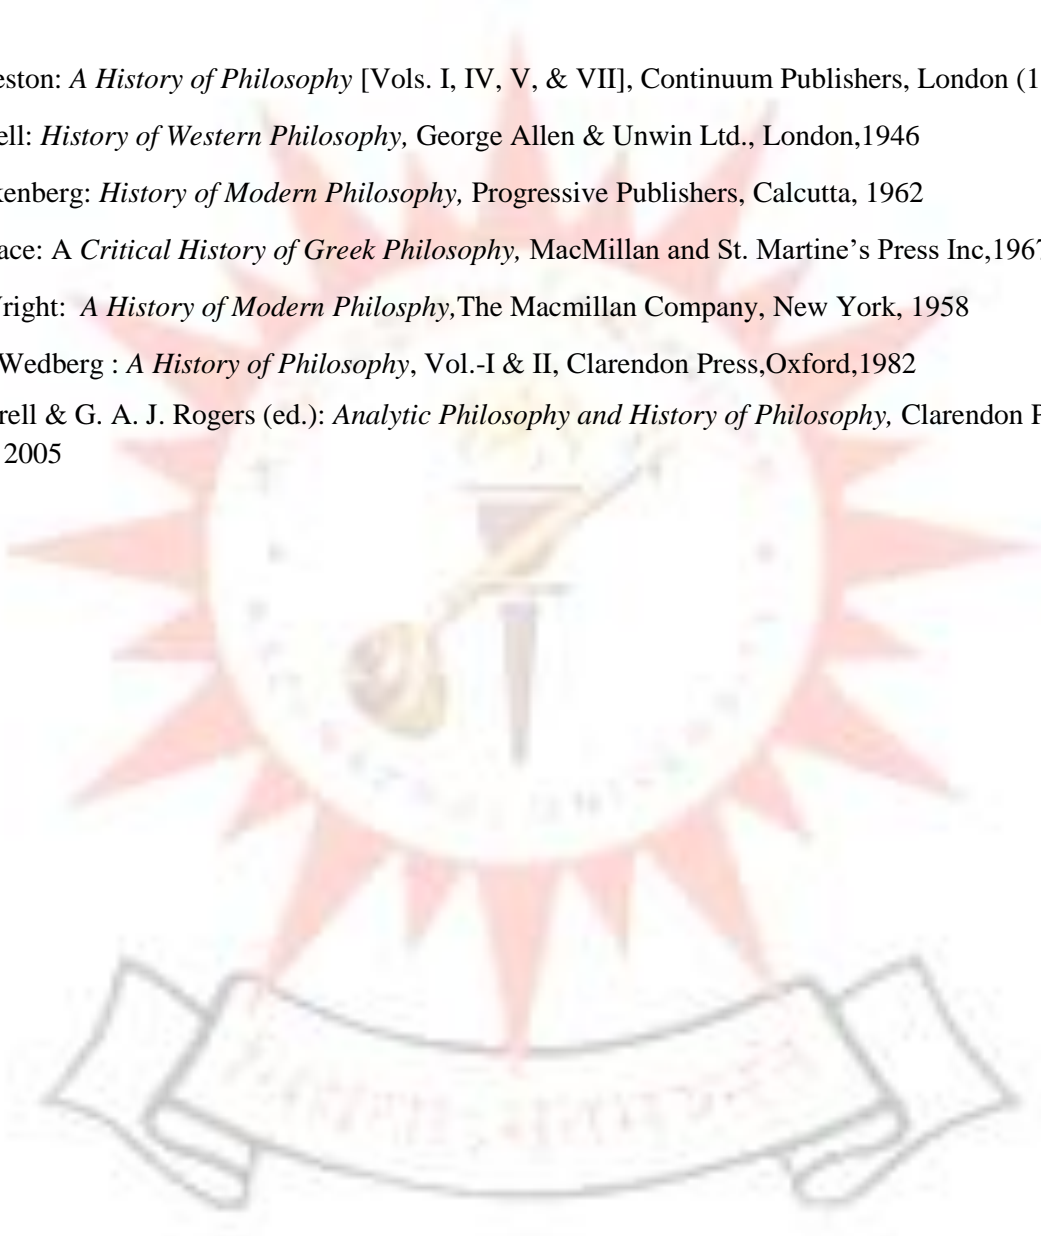 eston: A History of Philosophy [Vols. I, IV, V, & VII], Continuum Publishers, London (1
ell: History of Western Philosophy, George Allen & Unwin Ltd., London,1946
kenberg: History of Modern Philosophy, Progressive Publishers, Calcutta, 1962
ace: A Critical History of Greek Philosophy, MacMillan and St. Martine’s Press Inc,1967
right: A History of Modern Philosphy,The Macmillan Company, New York, 1958
Wedberg : A History of Philosophy, Vol.-I & II, Clarendon Press,Oxford,1982
rell & G. A. J. Rogers (ed.): Analytic Philosophy and History of Philosophy, Clarendon P
2005